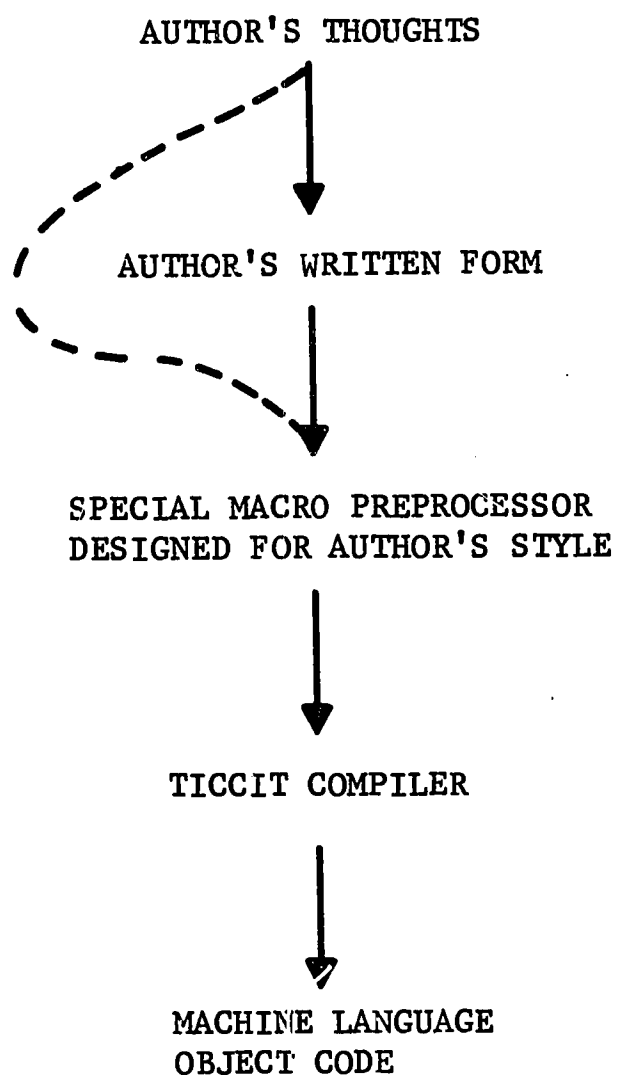 AUTHOR'S THOUGHTS
AUTHOR'S WRITTEN FORM
SPECIAL MACRO PREPROCESSOR
DESIGNED FOR AUTHOR'S STYLE
TICCIT COMPILER
MACHINE LANGUAGE
OBJECT CODE